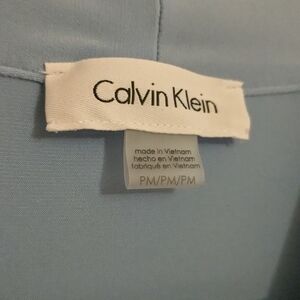 Calvin Klein
made in Vietnam
hecho en Vietnam
fabriqué en Vietnam
PM/PM/PM